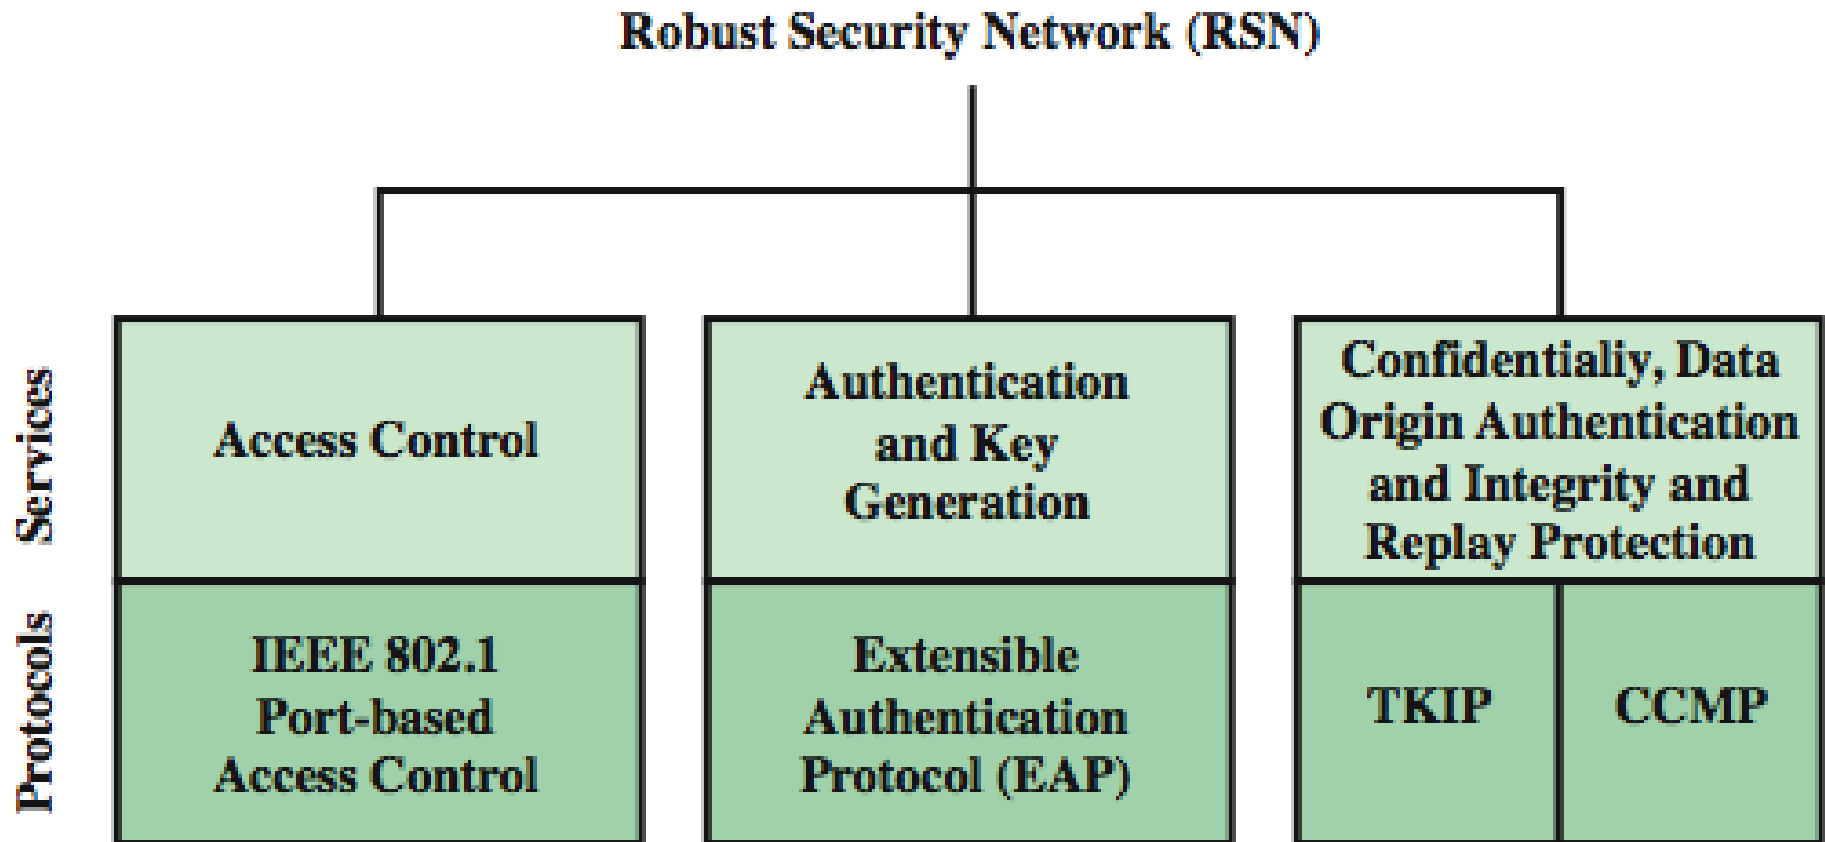 Robust Security Network (RSN)
Services
Access Control
Authentication
and Key
Generation
Confidentialiy, Data
Origin Authentication
and Integrity and
Replay Protection
Protocols
IEEE 802.1
Port-based
Access Control
Extensible
Authentication
Protocol (EAP)
TKIP
CCMP